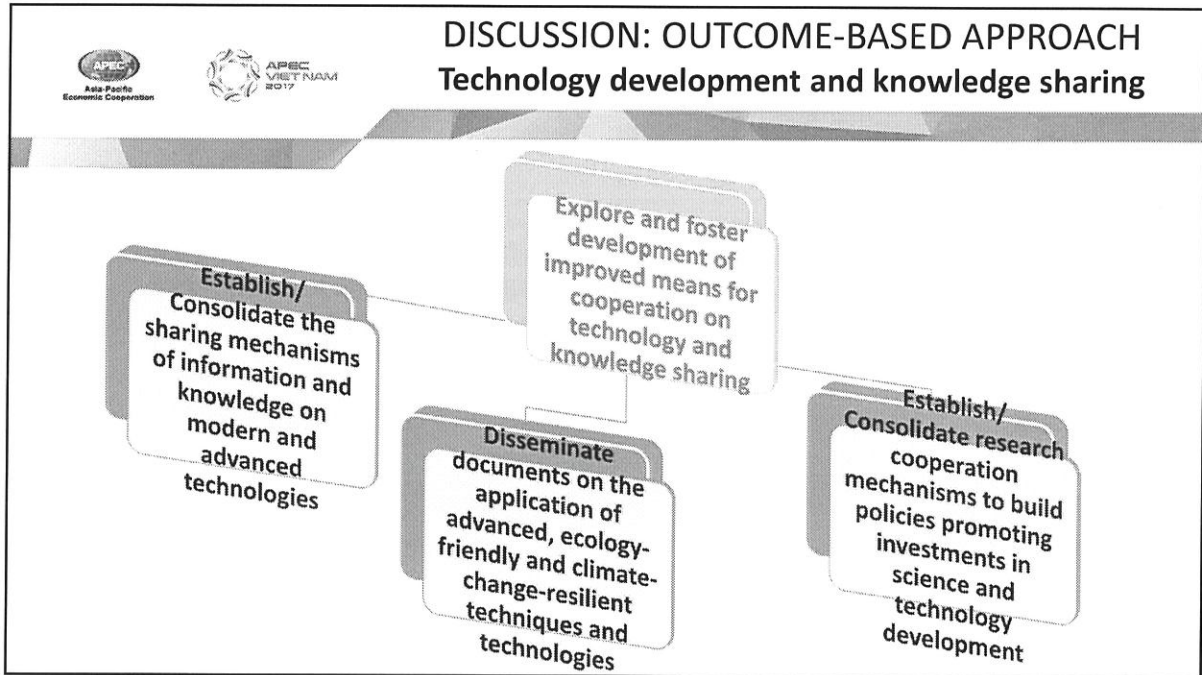 APEC
Asia-Pacific
Economic Cooperation
APEC
VIET NAM
2017
DISCUSSION: OUTCOME-BASED APPROACH
Technology development and knowledge sharing
Explore and foster
development of
improved means for
cooperation on
technology and
knowledge sharing
Establish/
Consolidate the
sharing mechanisms
of information and
knowledge on
modern and
advanced
technologies
Disseminate
documents on the
application of
advanced, ecology-
friendly and climate-
change-resilient
techniques and
technologies
Establish/
Consolidate research
cooperation
mechanisms to build
policies promoting
investments in
science and
technology
development